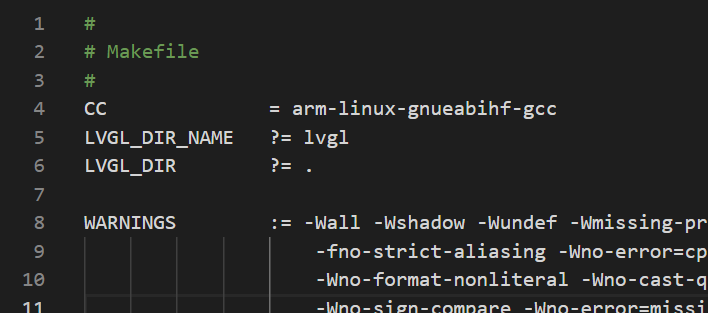 1 #
2 # Makefile
3 #
4 CC = arm-linux-gnueabihf-gcc
5 LVGL_DIR_NAME ?= lvgl
6 LVGL_DIR ?= .
7
8 WARNINGS := -Wall -Wshadow -Wundef -Wmissing-pr
9 -fno-strict-aliasing -Wno-error=cp
10 -Wno-format-nonliteral -Wno-cast-q
11 -Wno-sign-compare -Wno-error=missi